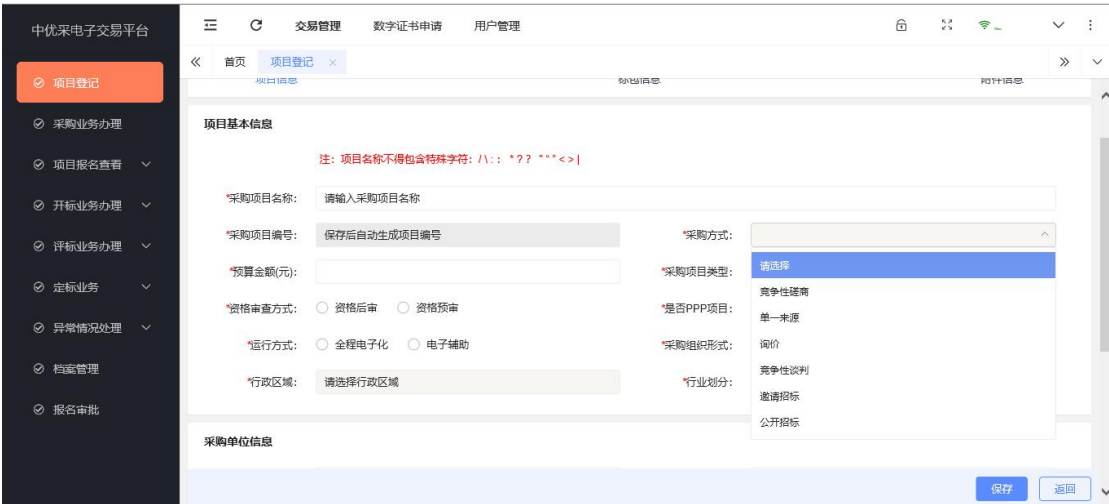 中优采电子交易平台
交易管理 数字证书申请 用户管理
首页 项目登记 ×
项目登记
采购业务办理
项目报名查看
开标业务办理
评标业务办理
定标业务
异常情况处理
档案管理
报名审批
项目信息 标包信息 附件信息
项目基本信息
注：项目名称不得包含特殊字符：/ \ : ： * ? ？ " “ ” < > |
*采购项目名称： 请输入采购项目名称
*采购项目编号： 保存后自动生成项目编号 *采购方式：
*预算金额(元)： *采购项目类型：
*资格审查方式： 资格后审 资格预审 *是否PPP项目：
*运行方式： 全程电子化 电子辅助 *采购组织形式：
*行政区域： 请选择行政区域 *行业划分：
请选择
竞争性磋商
单一来源
询价
竞争性谈判
邀请招标
公开招标
采购单位信息
保存 返回